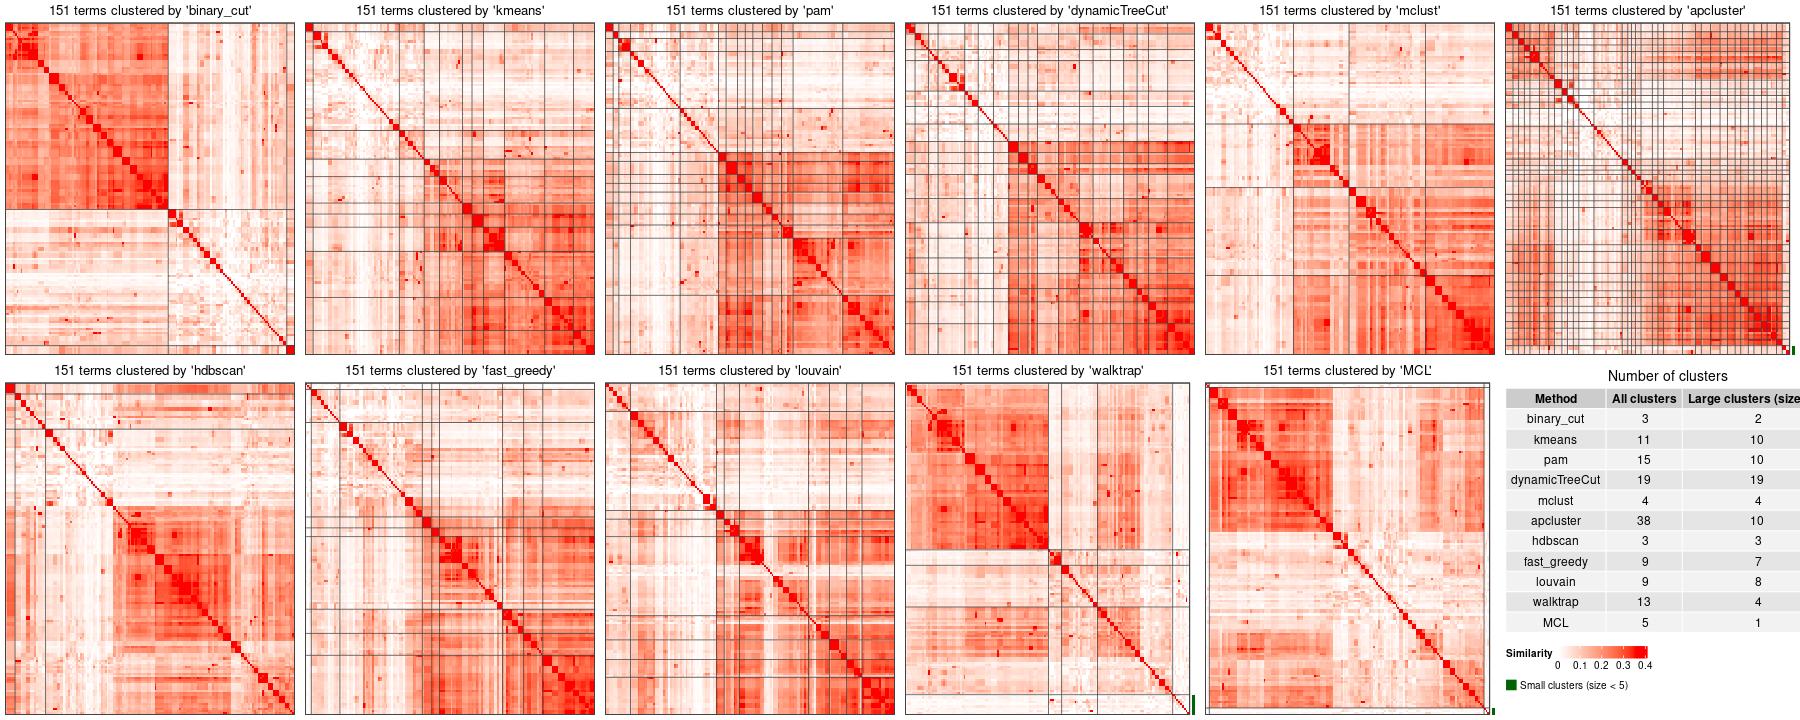 151 terms clustered by 'binary_cut'
151 terms clustered by 'kmeans'
151 terms clustered by 'pam'
151 terms clustered by 'dynamicTreeCut'
151 terms clustered by 'mclust'
151 terms clustered by 'apcluster'
151 terms clustered by 'hdbscan'
151 terms clustered by 'fast_greedy'
151 terms clustered by 'louvain'
151 terms clustered by 'walktrap'
151 terms clustered by 'MCL'
Number of clusters
Method All clusters Large clusters (size
binary_cut 3 2
kmeans 11 10
pam 15 10
dynamicTreeCut 19 19
mclust 4 4
apcluster 38 10
hdbscan 3 3
fast_greedy 9 7
louvain 9 8
walktrap 13 4
MCL 5 1
Similarity
0 0.1 0.2 0.3 0.4
Small clusters (size < 5)